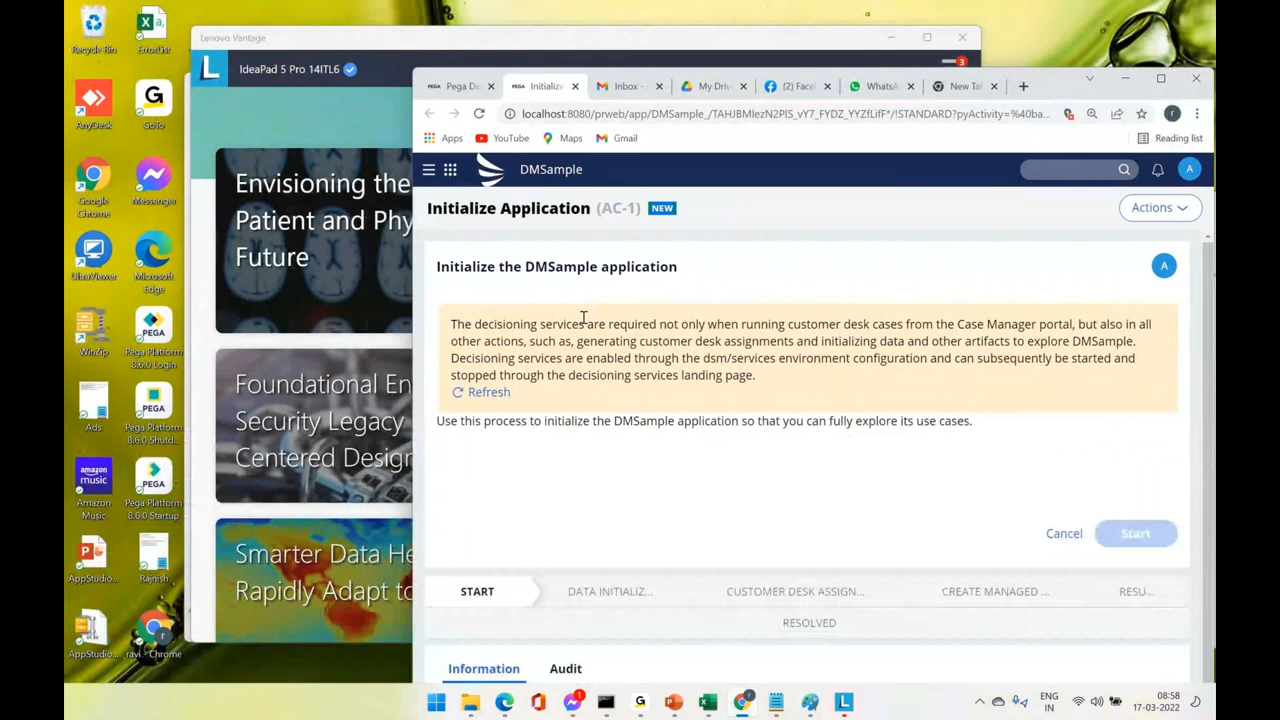 Recycle Bin
ErrorList
AnyDesk
GoTo
Google
Chrome
Messenger
UltraViewer
Microsoft
Edge
WinZip
Pega Platform
8.6.0 Login
Ads
Pega Platform
8.6.0 Shutd...
Amazon
Music
Pega Platform
8.6.0 Startup
AppStudio...
Rajnish
AppStudio...
ravi - Chrome
Lenovo Vantage
L
IdeaPad 5 Pro 14ITL6
3
Envisioning the
Patient and Phy
Future
Foundational En
Security Legacy
Centered Design
Smarter Data He
Rapidly Adapt to
PEGA Pega De
PEGA Initialize
Inbox -
My Driv
(2) Face
WhatsA
New Tal
localhost:8080/prweb/app/DMSample_/TAHJBMlezN2PIS_vY7_FYDZ_YYZfLifF*/!STANDARD?pyActivity=%40ba...
r
Apps
YouTube
Maps
Gmail
Reading list
DMSample
A
Initialize Application (AC-1) NEW
Actions
Initialize the DMSample application
A
The decisioning services are required not only when running customer desk cases from the Case Manager portal, but also in all
other actions, such as, generating customer desk assignments and initializing data and other artifacts to explore DMSample.
Decisioning services are enabled through the dsm/services environment configuration and can subsequently be started and
stopped through the decisioning services landing page.
Refresh
Use this process to initialize the DMSample application so that you can fully explore its use cases.
Cancel
Start
START
DATA INITIALIZ...
CUSTOMER DESK ASSIGN...
CREATE MANAGED ...
RESU...
RESOLVED
Information
Audit
ENG
IN
08:58
17-03-2022